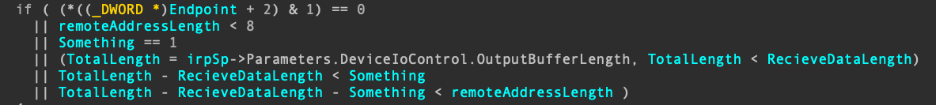 if ( (*((_DWORD *)Endpoint + 2) & 1) == 0
|| remoteAddressLength < 8
|| Something == 1
|| (TotalLength = irpSp->Parameters.DeviceIoControl.OutputBufferLength, TotalLength < RecieveDataLength)
|| TotalLength - RecieveDataLength < Something
|| TotalLength - RecieveDataLength - Something < remoteAddressLength )